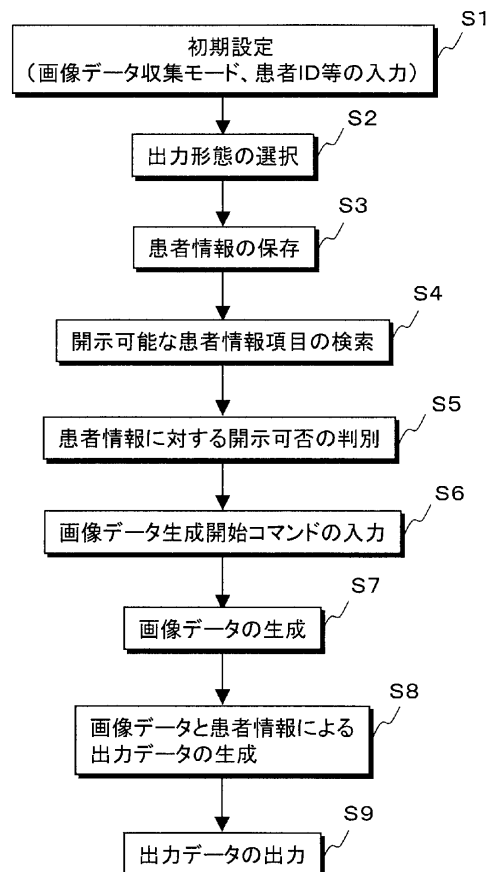 S1
初期設定
（画像データ収集モード、患者ID等の入力）
S2
出力形態の選択
S3
患者情報の保存
S4
開示可能な患者情報項目の検索
S5
患者情報に対する開示可否の判別
S6
画像データ生成開始コマンドの入力
S7
画像データの生成
S8
画像データと患者情報による
出力データの生成
S9
出力データの出力